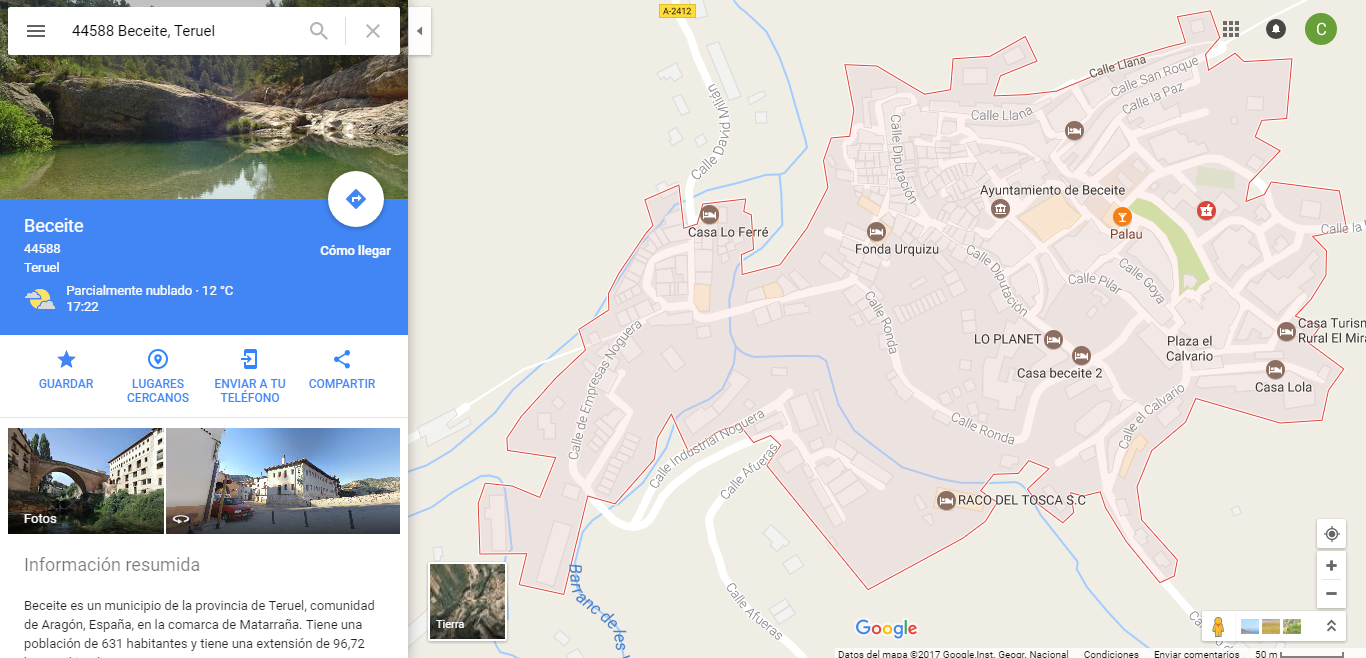 44588 Beceite, Teruel
Beceite
44588
Teruel
Cómo llegar
Parcialmente nublado · 12 °C
17:22
GUARDAR
LUGARES
CERCANOS
ENVIAR A TU
TELÉFONO
COMPARTIR
Fotos
Información resumida
Beceite es un municipio de la provincia de Teruel, comunidad
de Aragón, España, en la comarca de Matarraña. Tiene una
población de 631 habitantes y tiene una extensión de 96,72
A-2412
C
Calle David Millan
Calle Llana
Calle San Roque
Calle la Paz
Calle Llana
Calle Diputación
Ayuntamiento de Beceite
Palau
Casa Lo Ferré
Fonda Urquizu
Calle la
Calle Diputación
Calle Pilar
Calle Goya
Calle Ronda
Calle de Empresas Noguera
LO PLANET
Casa beceite 2
Plaza el
Calvario
Casa Turism
Rural El Mira
Casa Lola
Calle el Calvario
Calle Ronda
Calle Industrial Noguera
Calle Afueras
RACO DEL TOSCA S.C
Barranc de les
Calle Afueras
Tierra
Google
Datos del mapa ©2017 Google,Inst. Geogr. Nacional
Condiciones
Enviar comentarios
50 m